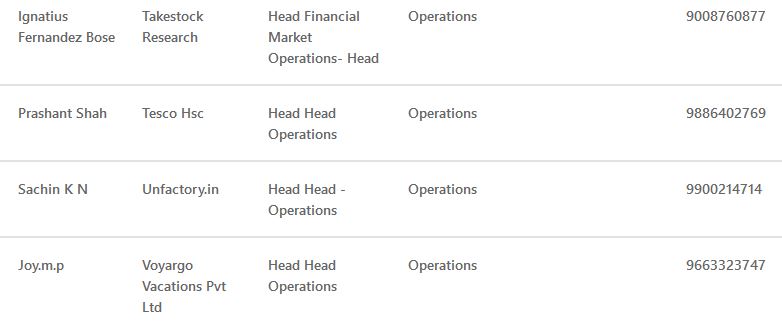 Ignatius Takestock Head Financial Operations 9008760877
Fernandez Bose Research Market
Operations- Head
Prashant Shah Tesco Hsc Head Head Operations 9886402769
Operations
Sachin K N Unfactory.in Head Head - Operations 9900214714
Operations
Joy.m.p Voyargo Head Head Operations 9663323747
Vacations Pvt Operations
Ltd